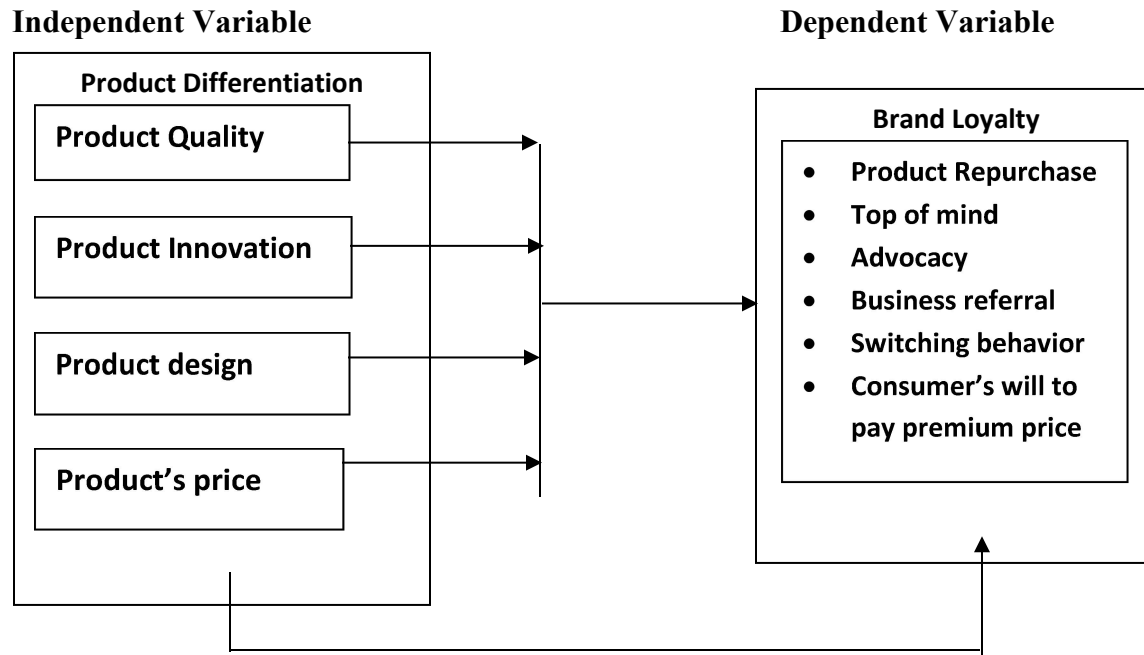 Independent Variable
Dependent Variable
Product Differentiation
Product Quality
Product Innovation
Product design
Product’s price
Brand Loyalty
• Product Repurchase
• Top of mind
• Advocacy
• Business referral
• Switching behavior
• Consumer’s will to
pay premium price